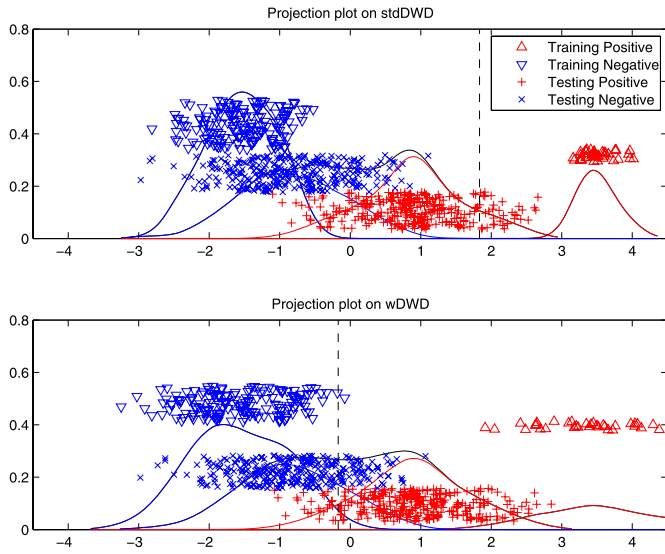 Projection plot on stdDWD
0.8
0.6
0.4
0.2
0
-4 -3 -2 -1 0 1 2 3 4
Training Positive
Training Negative
Testing Positive
Testing Negative
Projection plot on wDWD
0.8
0.6
0.4
0.2
0
-4 -3 -2 -1 0 1 2 3 4